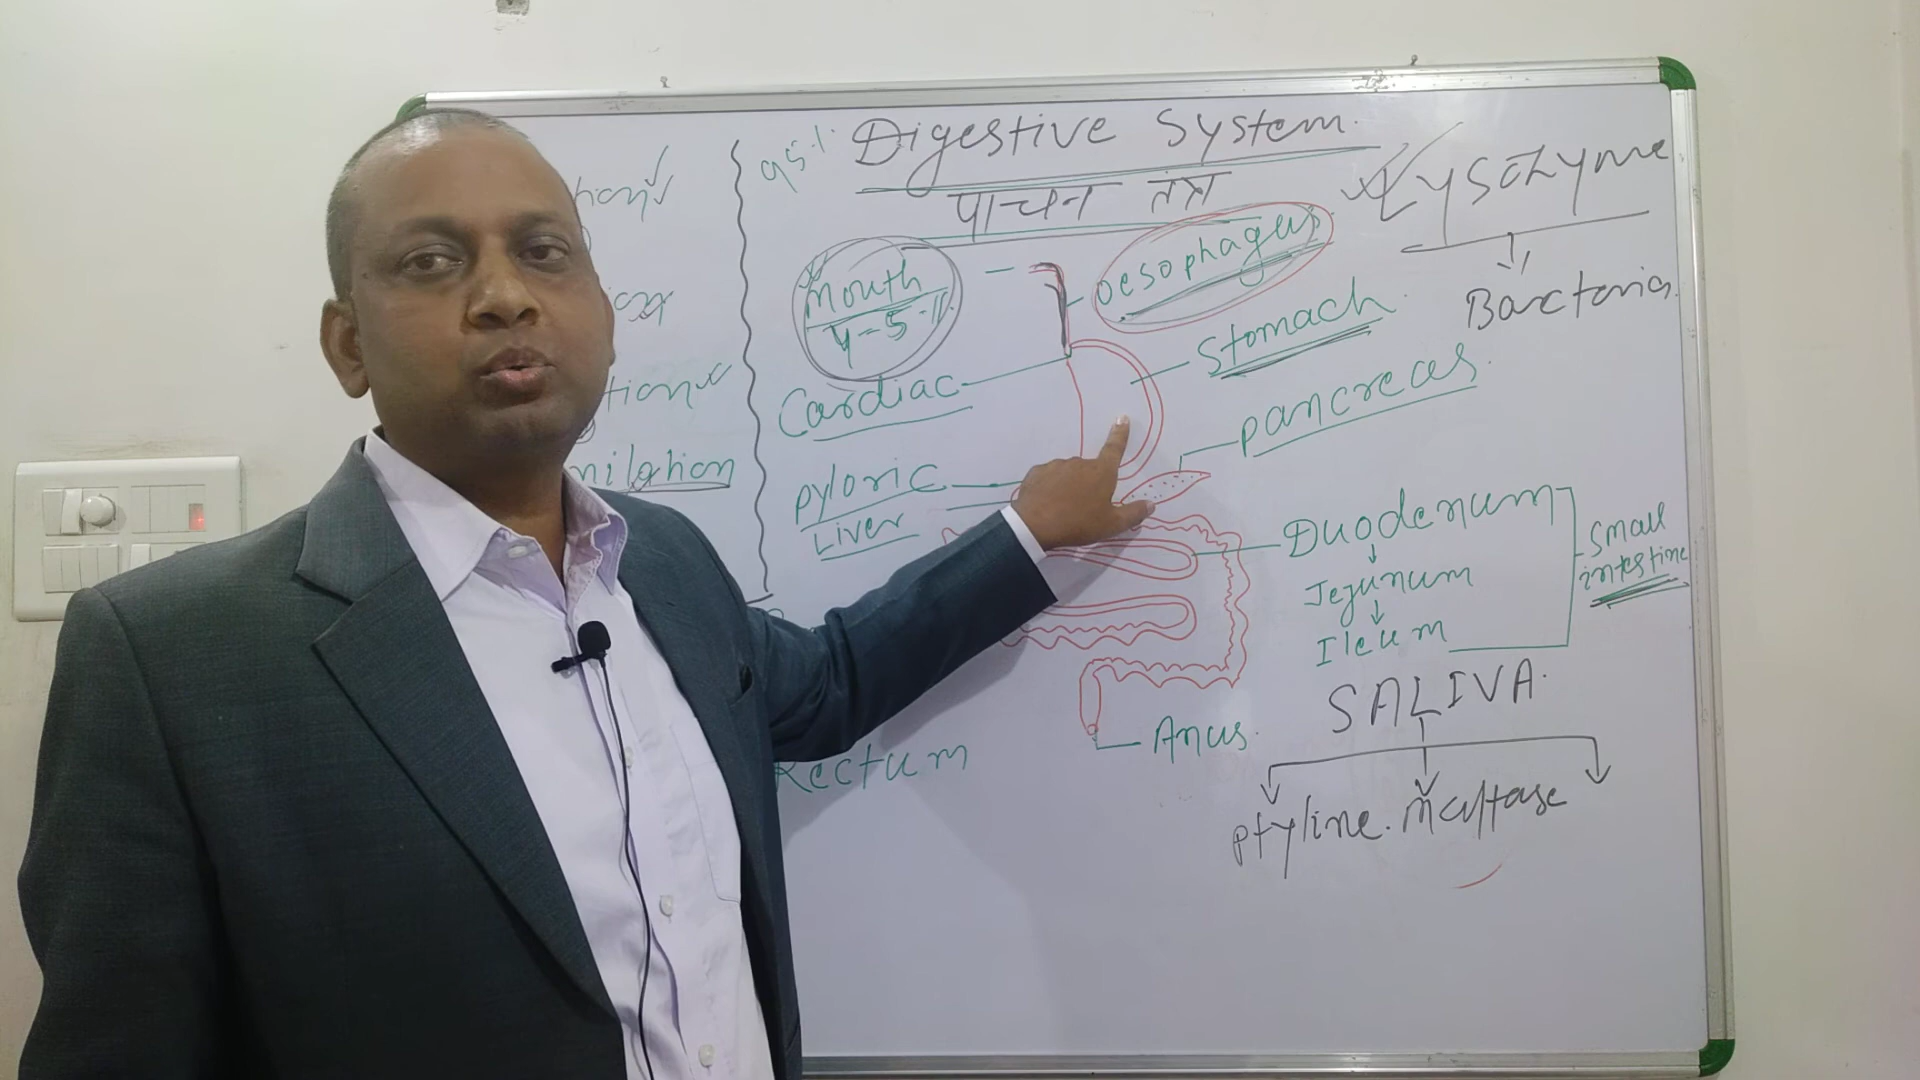 Digestive System.
पाचन तंत्र
95%
Lysozyme
Bacteria
Mouth
oesophagus
Stomach
Cardiac
pancreas
pyloric
Liver
Duodenum
Jejunum
Ileum
Small
intestine
SALIVA.
ptyline. Maltase
Anus.
Rectum